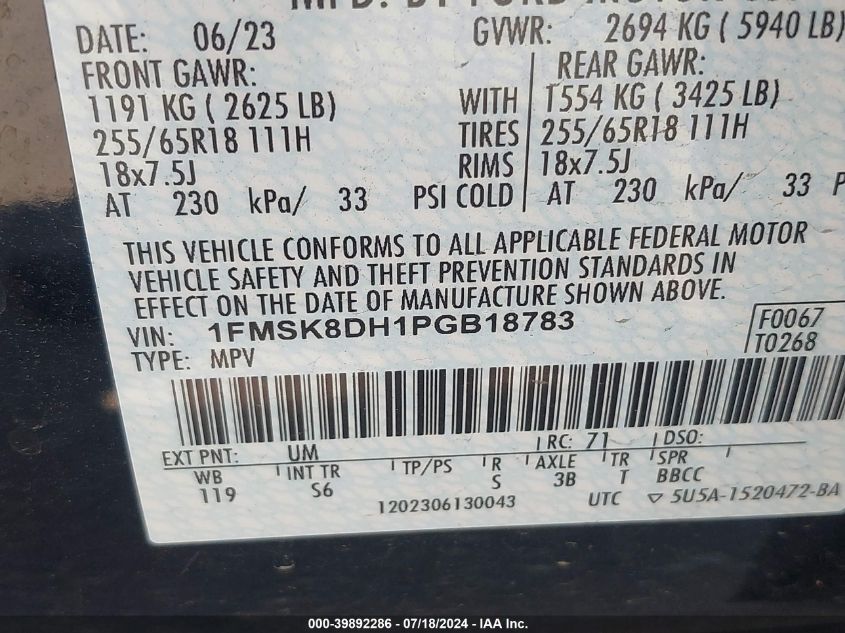 MFD. BY FORD MOTOR
DATE: 06/23 GVWR: 2694 KG ( 5940 LB)
FRONT GAWR: REAR GAWR:
1191 KG ( 2625 LB) WITH 1554 KG ( 3425 LB)
255/65R18 111H TIRES 255/65R18 111H
18x7.5J RIMS 18x7.5J
AT 230 kPa/ 33 PSI COLD AT 230 kPa/ 33 P
THIS VEHICLE CONFORMS TO ALL APPLICABLE FEDERAL MOTOR
VEHICLE SAFETY AND THEFT PREVENTION STANDARDS IN
EFFECT ON THE DATE OF MANUFACTURE SHOWN ABOVE.
VIN: 1FMSK8DH1PGB18783 F0067
TYPE: MPV T0268
EXT PNT: UM RC: 71 DSO:
WB INT TR TP/PS R AXLE TR SPR
119 S6 S 3B T BBCC
1202306130043 UTC ▽ 5U5A-1520472-BA
000-39892286 - 07/18/2024 - IAA Inc.